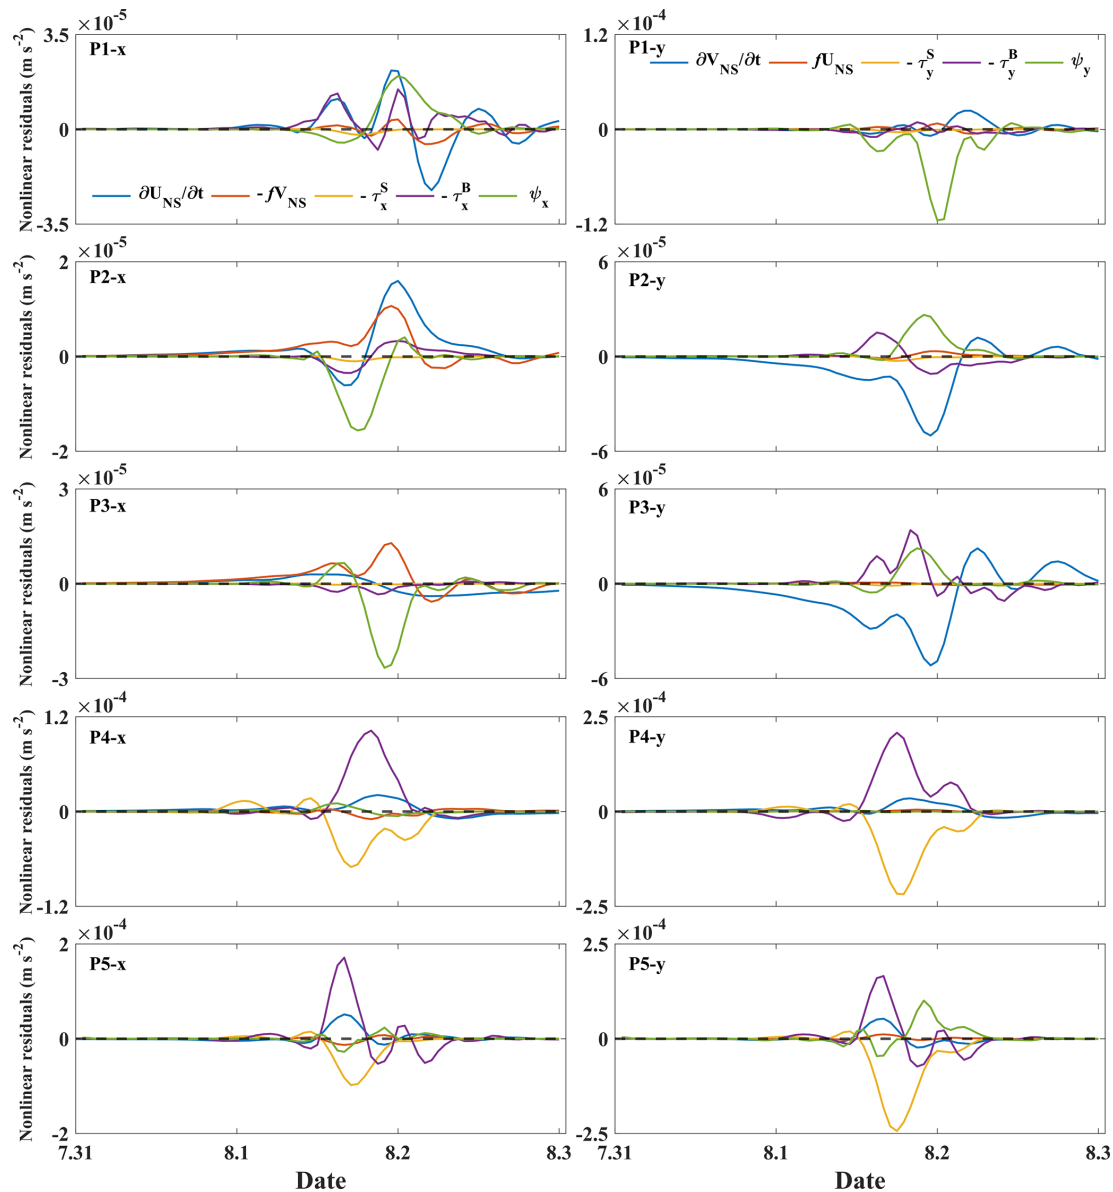 ×10⁻⁵
3.5
0
-3.5
P1-x
∂U_NS/∂t
- fV_NS
- τ_x^S
- τ_x^B
ψ_x
Nonlinear residuals (m s⁻²)
×10⁻⁴
1.2
0
-1.2
P1-y
∂V_NS/∂t
fU_NS
- τ_y^S
- τ_y^B
ψ_y
×10⁻⁵
2
0
-2
P2-x
Nonlinear residuals (m s⁻²)
×10⁻⁵
6
0
-6
P2-y
×10⁻⁵
3
0
-3
P3-x
Nonlinear residuals (m s⁻²)
×10⁻⁵
6
0
-6
P3-y
×10⁻⁴
1.2
0
-1.2
P4-x
Nonlinear residuals (m s⁻²)
×10⁻⁴
2.5
0
-2.5
P4-y
×10⁻⁴
2
0
-2
P5-x
Nonlinear residuals (m s⁻²)
7.31 8.1 8.2 8.3
Date
×10⁻⁴
2.5
0
-2.5
P5-y
7.31 8.1 8.2 8.3
Date